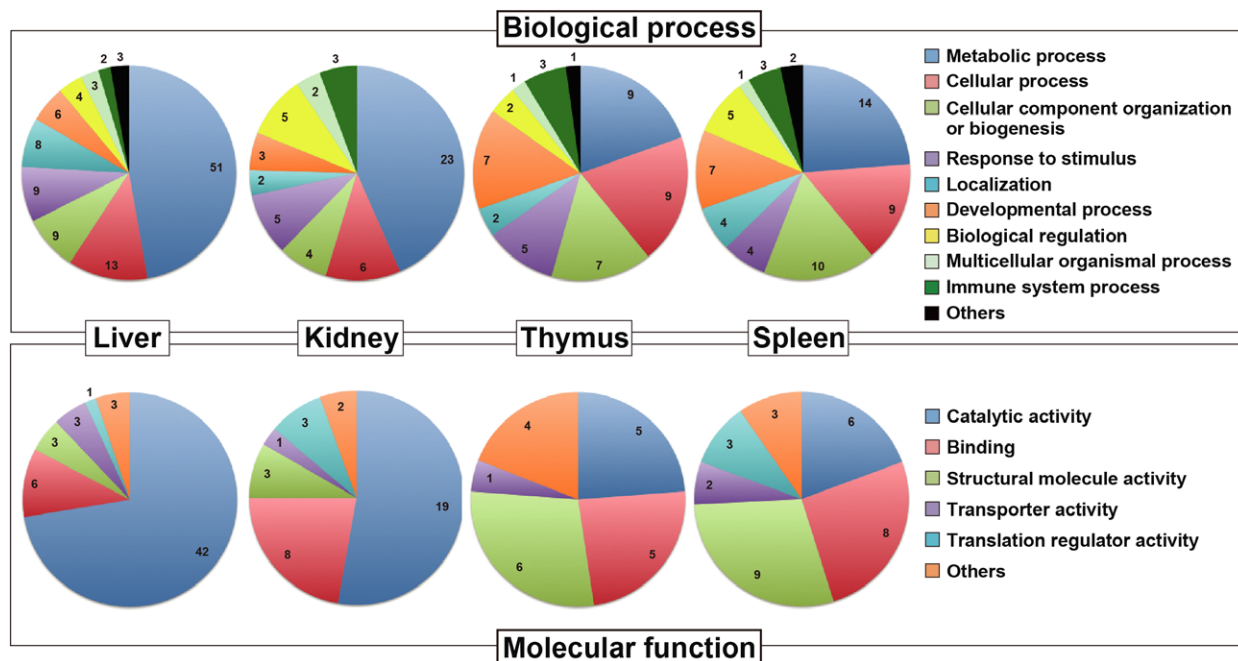 Biological process
2 3
3
1
1 3
2
1 3
4 3
6
8
9
9
13
51
2
5
3
2
5
4
6
23
2
7
2
5
7
9
9
5
7
4
4
10
9
14
Metabolic process
Cellular process
Cellular component organization
or biogenesis
Response to stimulus
Localization
Developmental process
Biological regulation
Multicellular organismal process
Immune system process
Others
Liver
Kidney
Thymus
Spleen
1
3
3
3
6
42
2
3
1
3
8
19
4
1
6
5
5
3
3
2
9
8
6
Catalytic activity
Binding
Structural molecule activity
Transporter activity
Translation regulator activity
Others
Molecular function